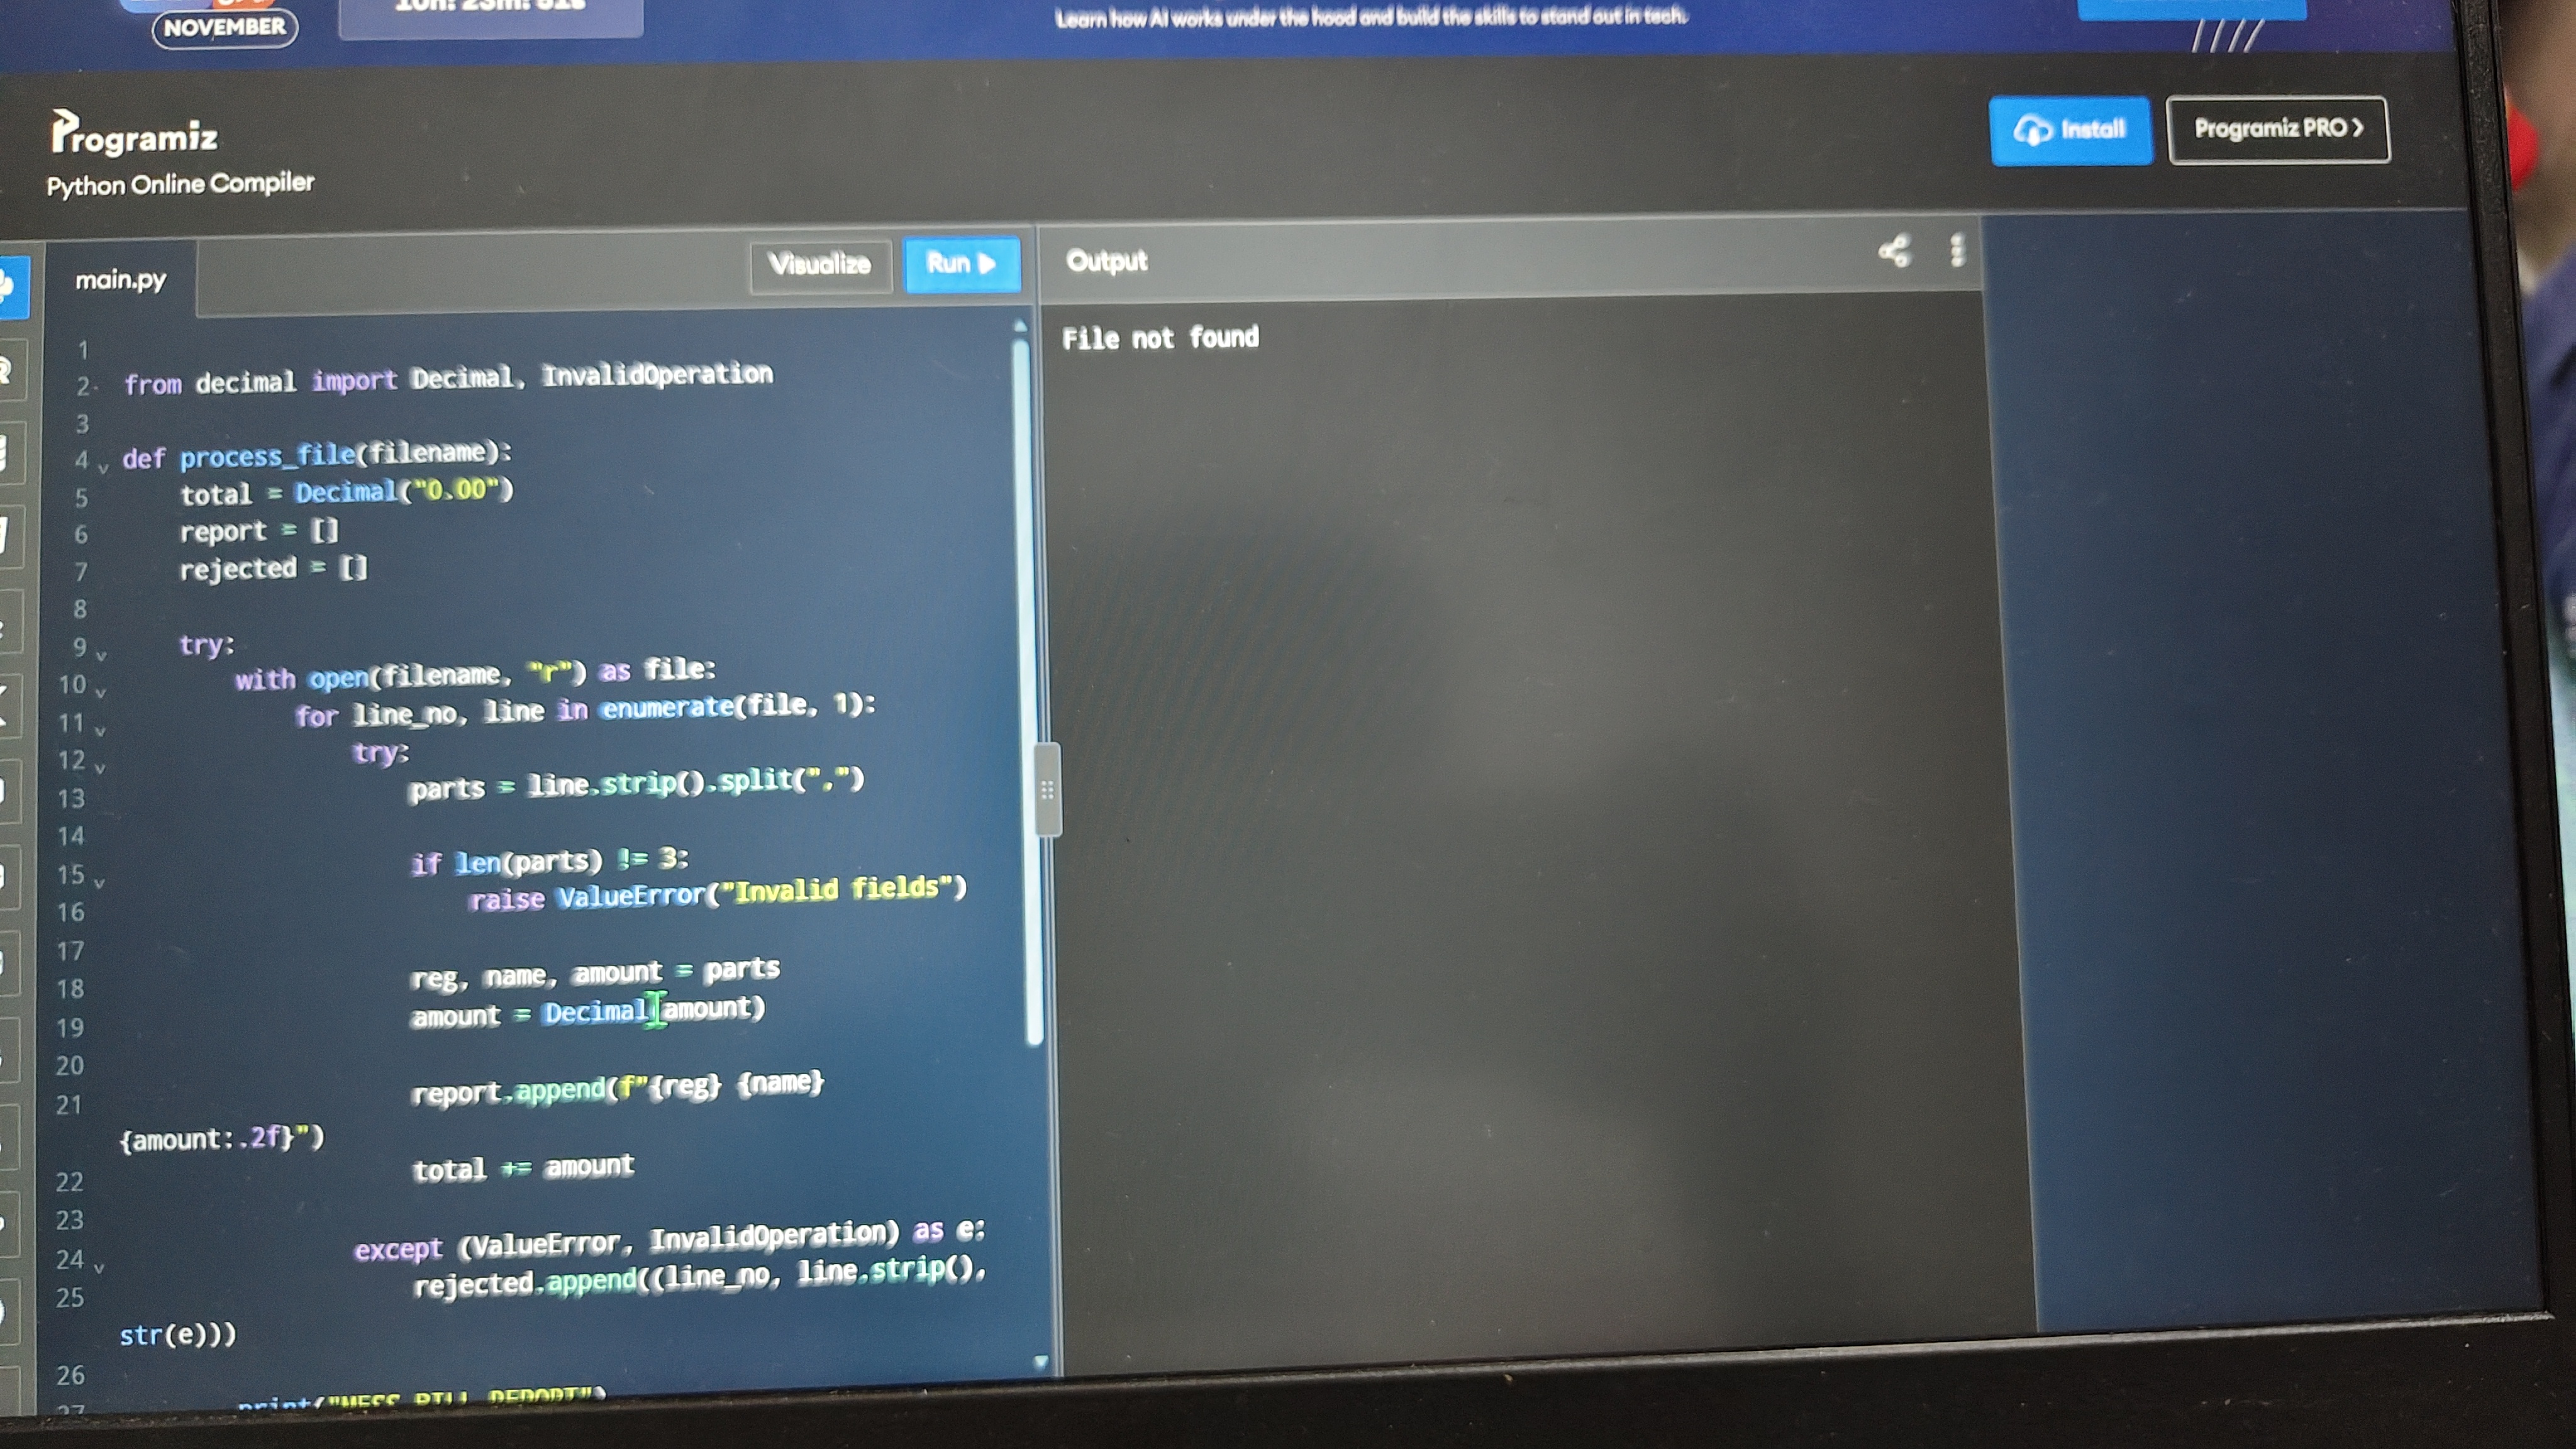 NOVEMBER
Learn how AI works under the hood and build the skills to stand out in tech.
Programiz
Python Online Compiler
Install
Programiz PRO >
main.py
Visualize
Run
Output
File not found
1
2 from decimal import Decimal, InvalidOperation
3
4 def process_file(filename):
5 total = Decimal("0.00")
6 report = []
7 rejected = []
8
9 try:
10 with open(filename, "r") as file:
11 for line_no, line in enumerate(file, 1):
12 try:
13 parts = line.strip().split(",")
14
15 if len(parts) != 3:
16 raise ValueError("Invalid fields")
17
18 reg, name, amount = parts
19 amount = Decimal(amount)
20
21 report.append(f"{reg} {name}
{amount:.2f}")
22 total += amount
23
24 except (ValueError, InvalidOperation) as e:
25 rejected.append((line_no, line.strip(),
str(e)))
26
27 print("MESS BILL REPORT")